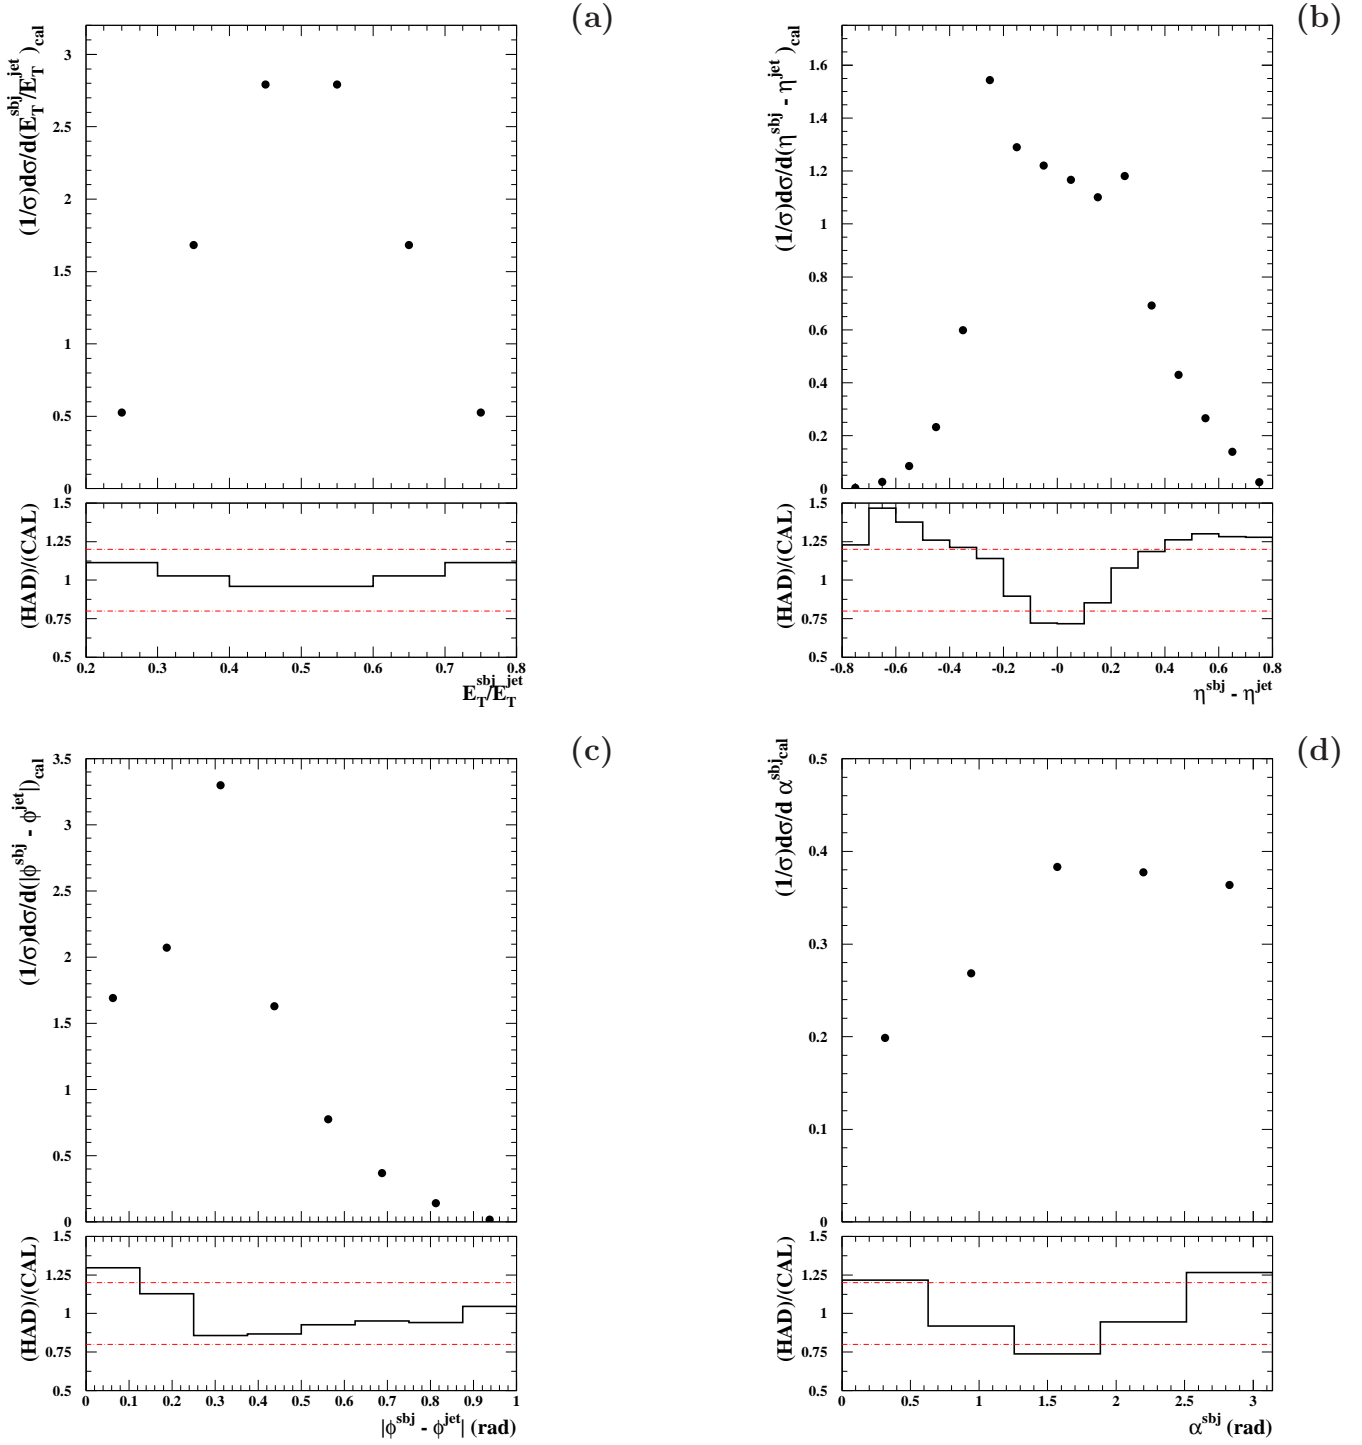 (a)
(1/σ)dσ/d(E_T^sbj/E_T^jet)_cal
3
2.5
2
1.5
1
0.5
0
(HAD)/(CAL)
1.5
1.25
1
0.75
0.5
0.2 0.3 0.4 0.5 0.6 0.7 0.8
E_T^sbj/E_T^jet
(b)
(1/σ)dσ/d(η^sbj - η^jet)_cal
1.6
1.4
1.2
1
0.8
0.6
0.4
0.2
0
(HAD)/(CAL)
1.5
1.25
1
0.75
0.5
-0.8 -0.6 -0.4 -0.2 -0 0.2 0.4 0.6 0.8
η^sbj - η^jet
(c)
(1/σ)dσ/d(|ϕ^sbj - ϕ^jet|)_cal
3.5
3
2.5
2
1.5
1
0.5
0
(HAD)/(CAL)
1.5
1.25
1
0.75
0.5
0 0.1 0.2 0.3 0.4 0.5 0.6 0.7 0.8 0.9 1
|ϕ^sbj - ϕ^jet| (rad)
(d)
(1/σ)dσ/d α^sbj_cal
0.5
0.4
0.3
0.2
0.1
0
(HAD)/(CAL)
1.5
1.25
1
0.75
0.5
0 0.5 1 1.5 2 2.5 3
α^sbj (rad)